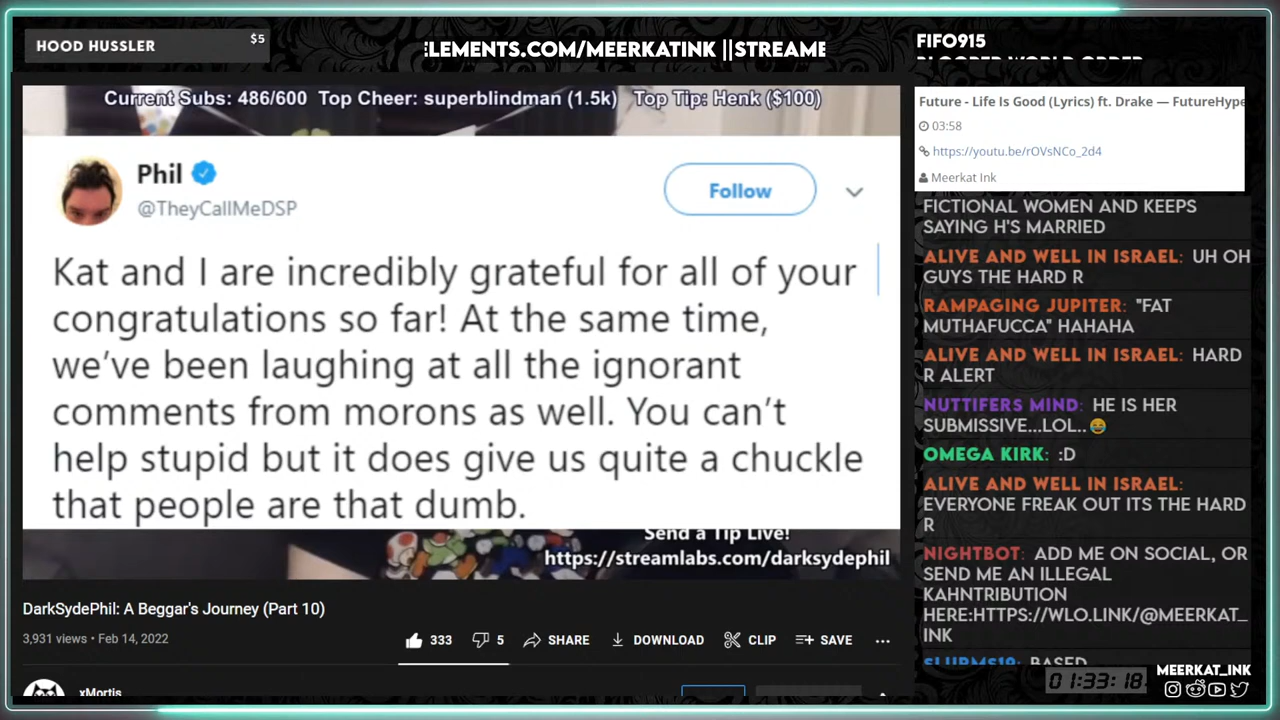 HOOD HUSSLER
$5
LEMENTS.COM/MEERKATINK ||STREAME
FIFO915
BLOOPER WORLD ORDER
Current Subs: 486/600 Top Cheer: superblindman (1.5k) Top Tip: Henk ($100)
Phil
@TheyCallMeDSP
Follow
Kat and I are incredibly grateful for all of your
congratulations so far! At the same time,
we’ve been laughing at all the ignorant
comments from morons as well. You can’t
help stupid but it does give us quite a chuckle
that people are that dumb.
Send a Tip Live!
https://streamlabs.com/darksydephil
DarkSydePhil: A Beggar's Journey (Part 10)
3,931 views • Feb 14, 2022
333
5
SHARE
DOWNLOAD
CLIP
SAVE
xMortis
Future - Life Is Good (Lyrics) ft. Drake — FutureHype
03:58
https://youtu.be/rOVsNCo_2d4
Meerkat Ink
FICTIONAL WOMEN AND KEEPS
SAYING H'S MARRIED
ALIVE AND WELL IN ISRAEL: UH OH
GUYS THE HARD R
RAMPAGING JUPITER: "FAT
MUTHAFUCCA" HAHAHA
ALIVE AND WELL IN ISRAEL: HARD
R ALERT
NUTTIFERS MIND: HE IS HER
SUBMISSIVE...LOL..
OMEGA KIRK: :D
ALIVE AND WELL IN ISRAEL:
EVERYONE FREAK OUT ITS THE HARD
R
NIGHTBOT: ADD ME ON SOCIAL, OR
SEND ME AN ILLEGAL
KAHNTRIBUTION
HERE:HTTPS://WLO.LINK/@MEERKAT_
INK
SLURMS19: BASED
01:33:18
MEERKAT_INK